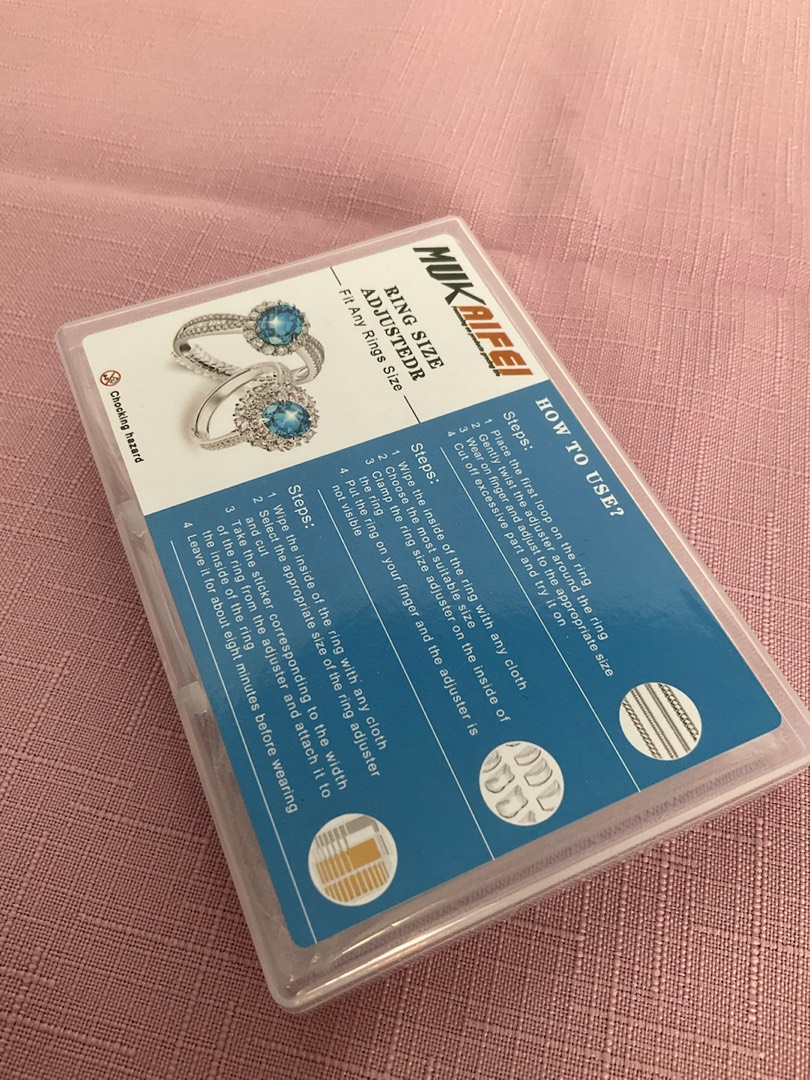 MUKAIFEI
RING SIZE
ADJUSTEDR
Fit Any Rings Size
Chocking hazard
HOW TO USE?
Steps:
1 Place the first loop on the ring
2 Gently twist the adjuster around the ring
3 Wear on finger and adjust to the appropriate size
4 Cut off excessive part and try it on
Steps:
1 Wipe the inside of the ring with any cloth
2 Choose the most suitable size
3 Clamp the ring size adjuster on the inside of
the ring
4 Put the ring on your finger and the adjuster is
not visible
Steps:
1 Wipe the inside of the ring with any cloth
2 Select the appropriate size of the ring adjuster
and cut
3 Take the sticker corresponding to the width
of the ring from the adjuster and attach it to
the inside of the ring
4 Leave it for about eight minutes before wearing